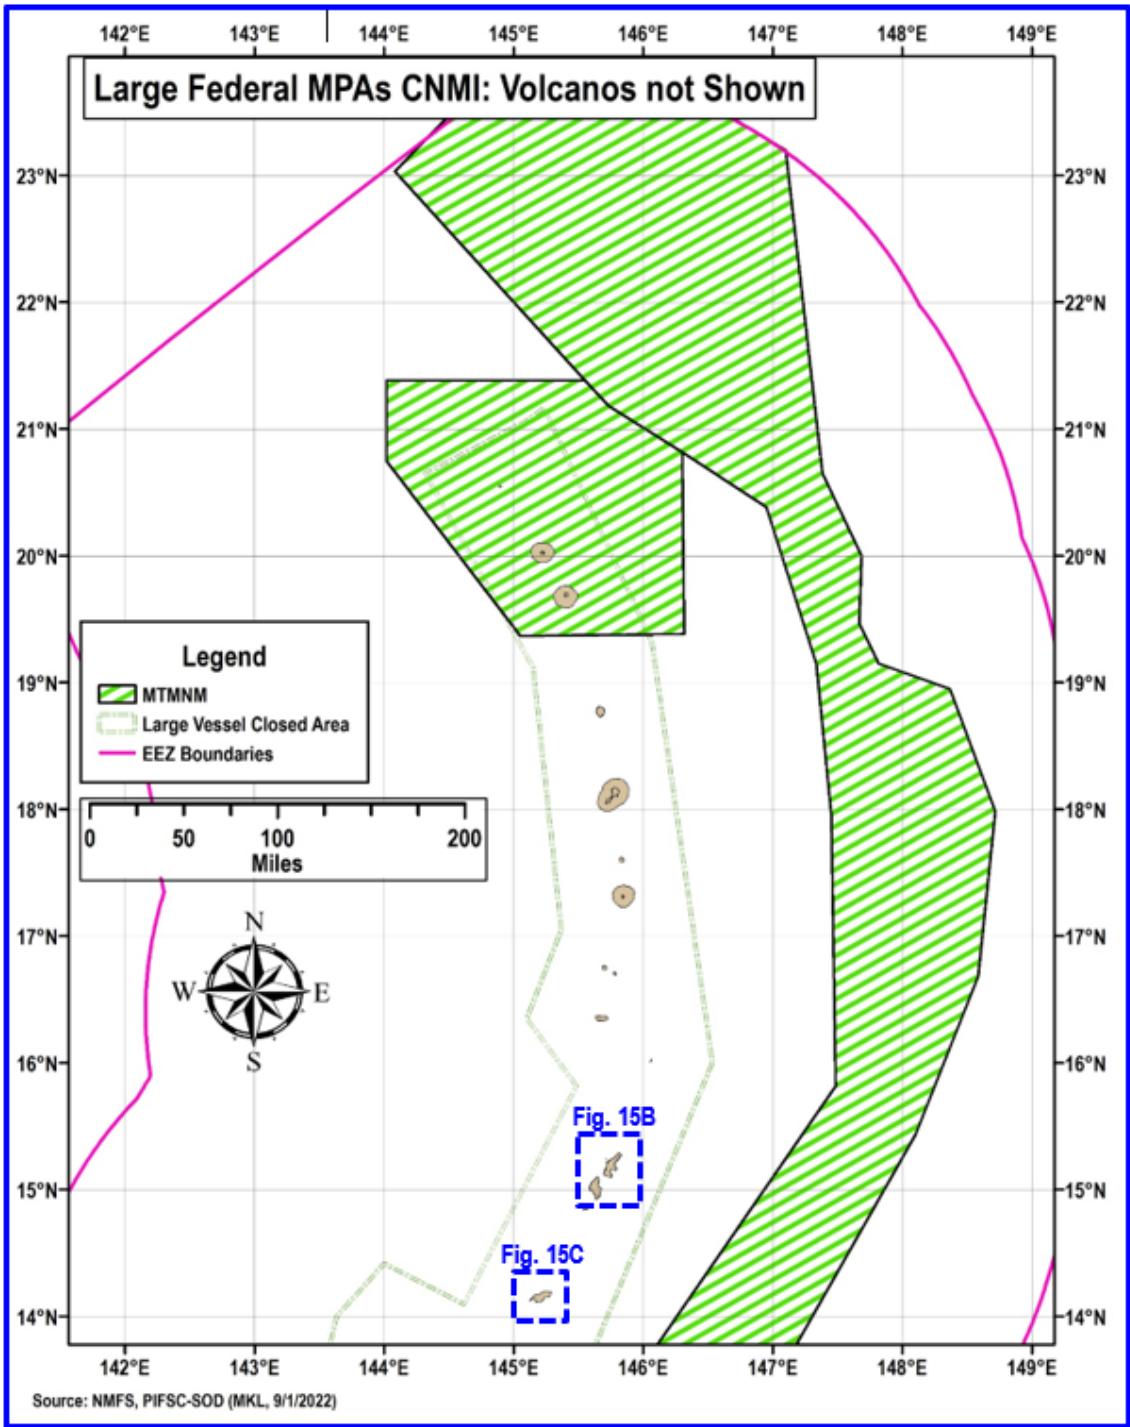 142°E 143°E 144°E 145°E 146°E 147°E 148°E 149°E
Large Federal MPAs CNMI: Volcanos not Shown
23°N 23°N
22°N 22°N
21°N 21°N
20°N 20°N
Legend
19°N 19°N
MTMNM
Large Vessel Closed Area
EEZ Boundaries
18°N 18°N
0 50 100 200
Miles
17°N 17°N
N
W E
S
16°N 16°N
Fig. 15B
15°N 15°N
Fig. 15C
14°N 14°N
142°E 143°E 144°E 145°E 146°E 147°E 148°E 149°E
Source: NMFS, PIFSC-SOD (MKL, 9/1/2022)